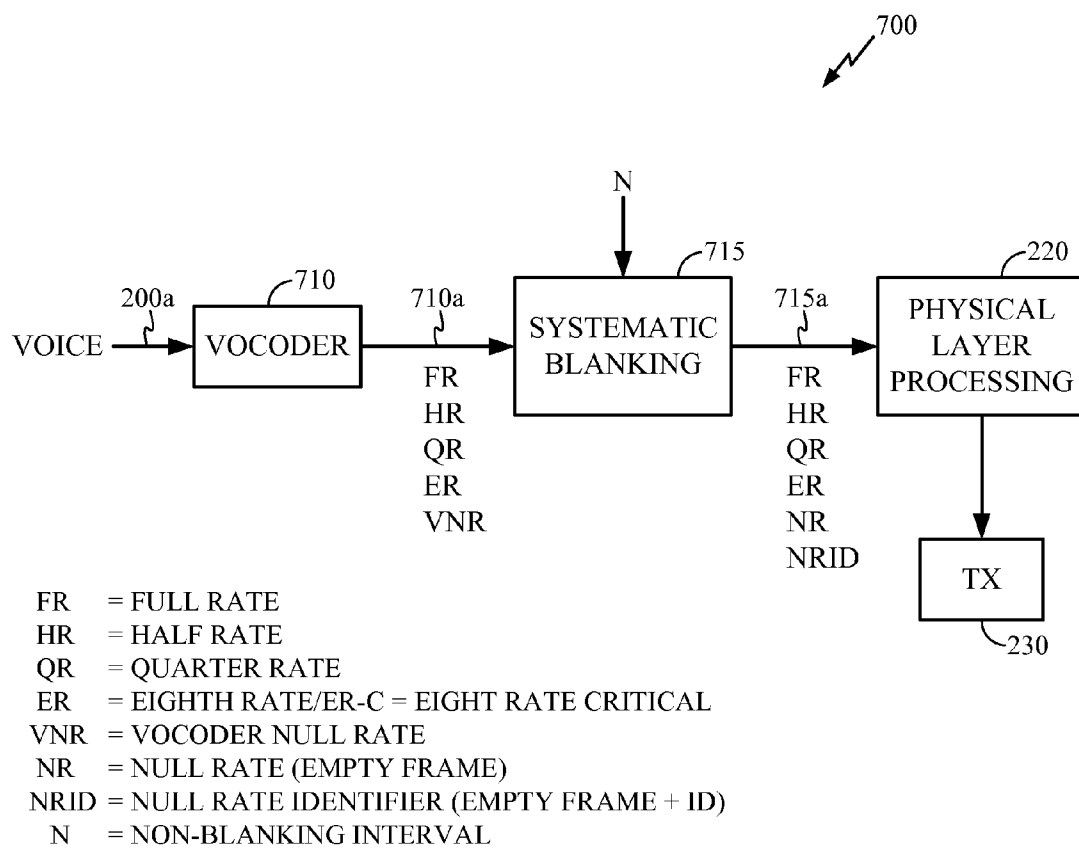 700
N
715
220
710
200a
710a
715a
VOICE
VOCODER
SYSTEMATIC
BLANKING
PHYSICAL
LAYER
PROCESSING
FR
HR
QR
ER
VNR
FR
HR
QR
ER
NR
NRID
TX
230
FR = FULL RATE
HR = HALF RATE
QR = QUARTER RATE
ER = EIGHTH RATE/ER-C = EIGHT RATE CRITICAL
VNR = VOCODER NULL RATE
NR = NULL RATE (EMPTY FRAME)
NRID = NULL RATE IDENTIFIER (EMPTY FRAME + ID)
N = NON-BLANKING INTERVAL